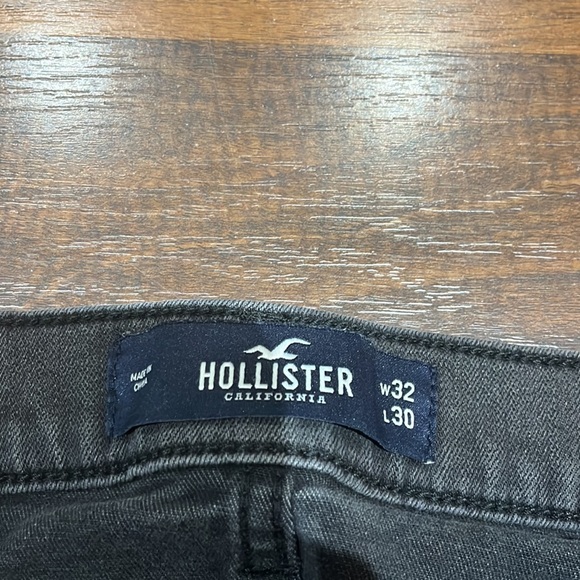 MADE IN
CHINA
HOLLISTER
CALIFORNIA
W32
L30